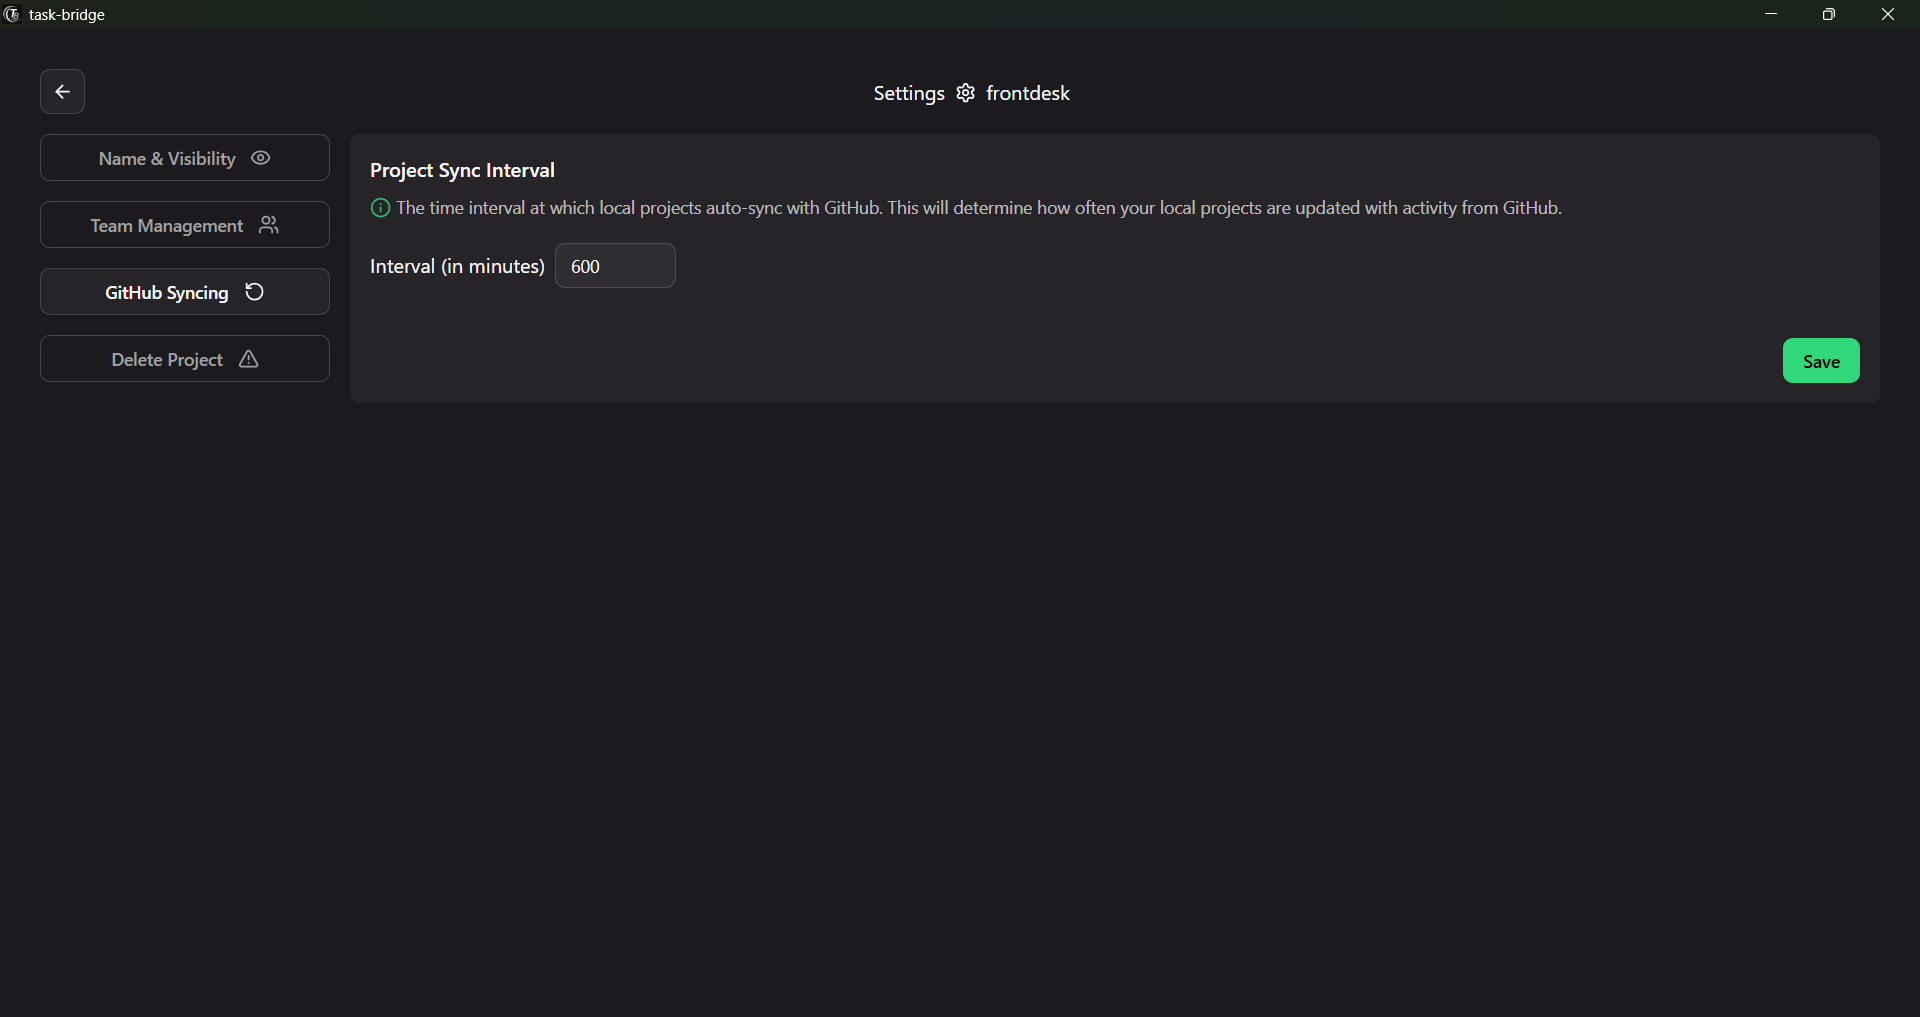 task-bridge
Settings frontdesk
Name & Visibility
Team Management
GitHub Syncing
Delete Project
Project Sync Interval
The time interval at which local projects auto-sync with GitHub. This will determine how often your local projects are updated with activity from GitHub.
Interval (in minutes) 600
Save